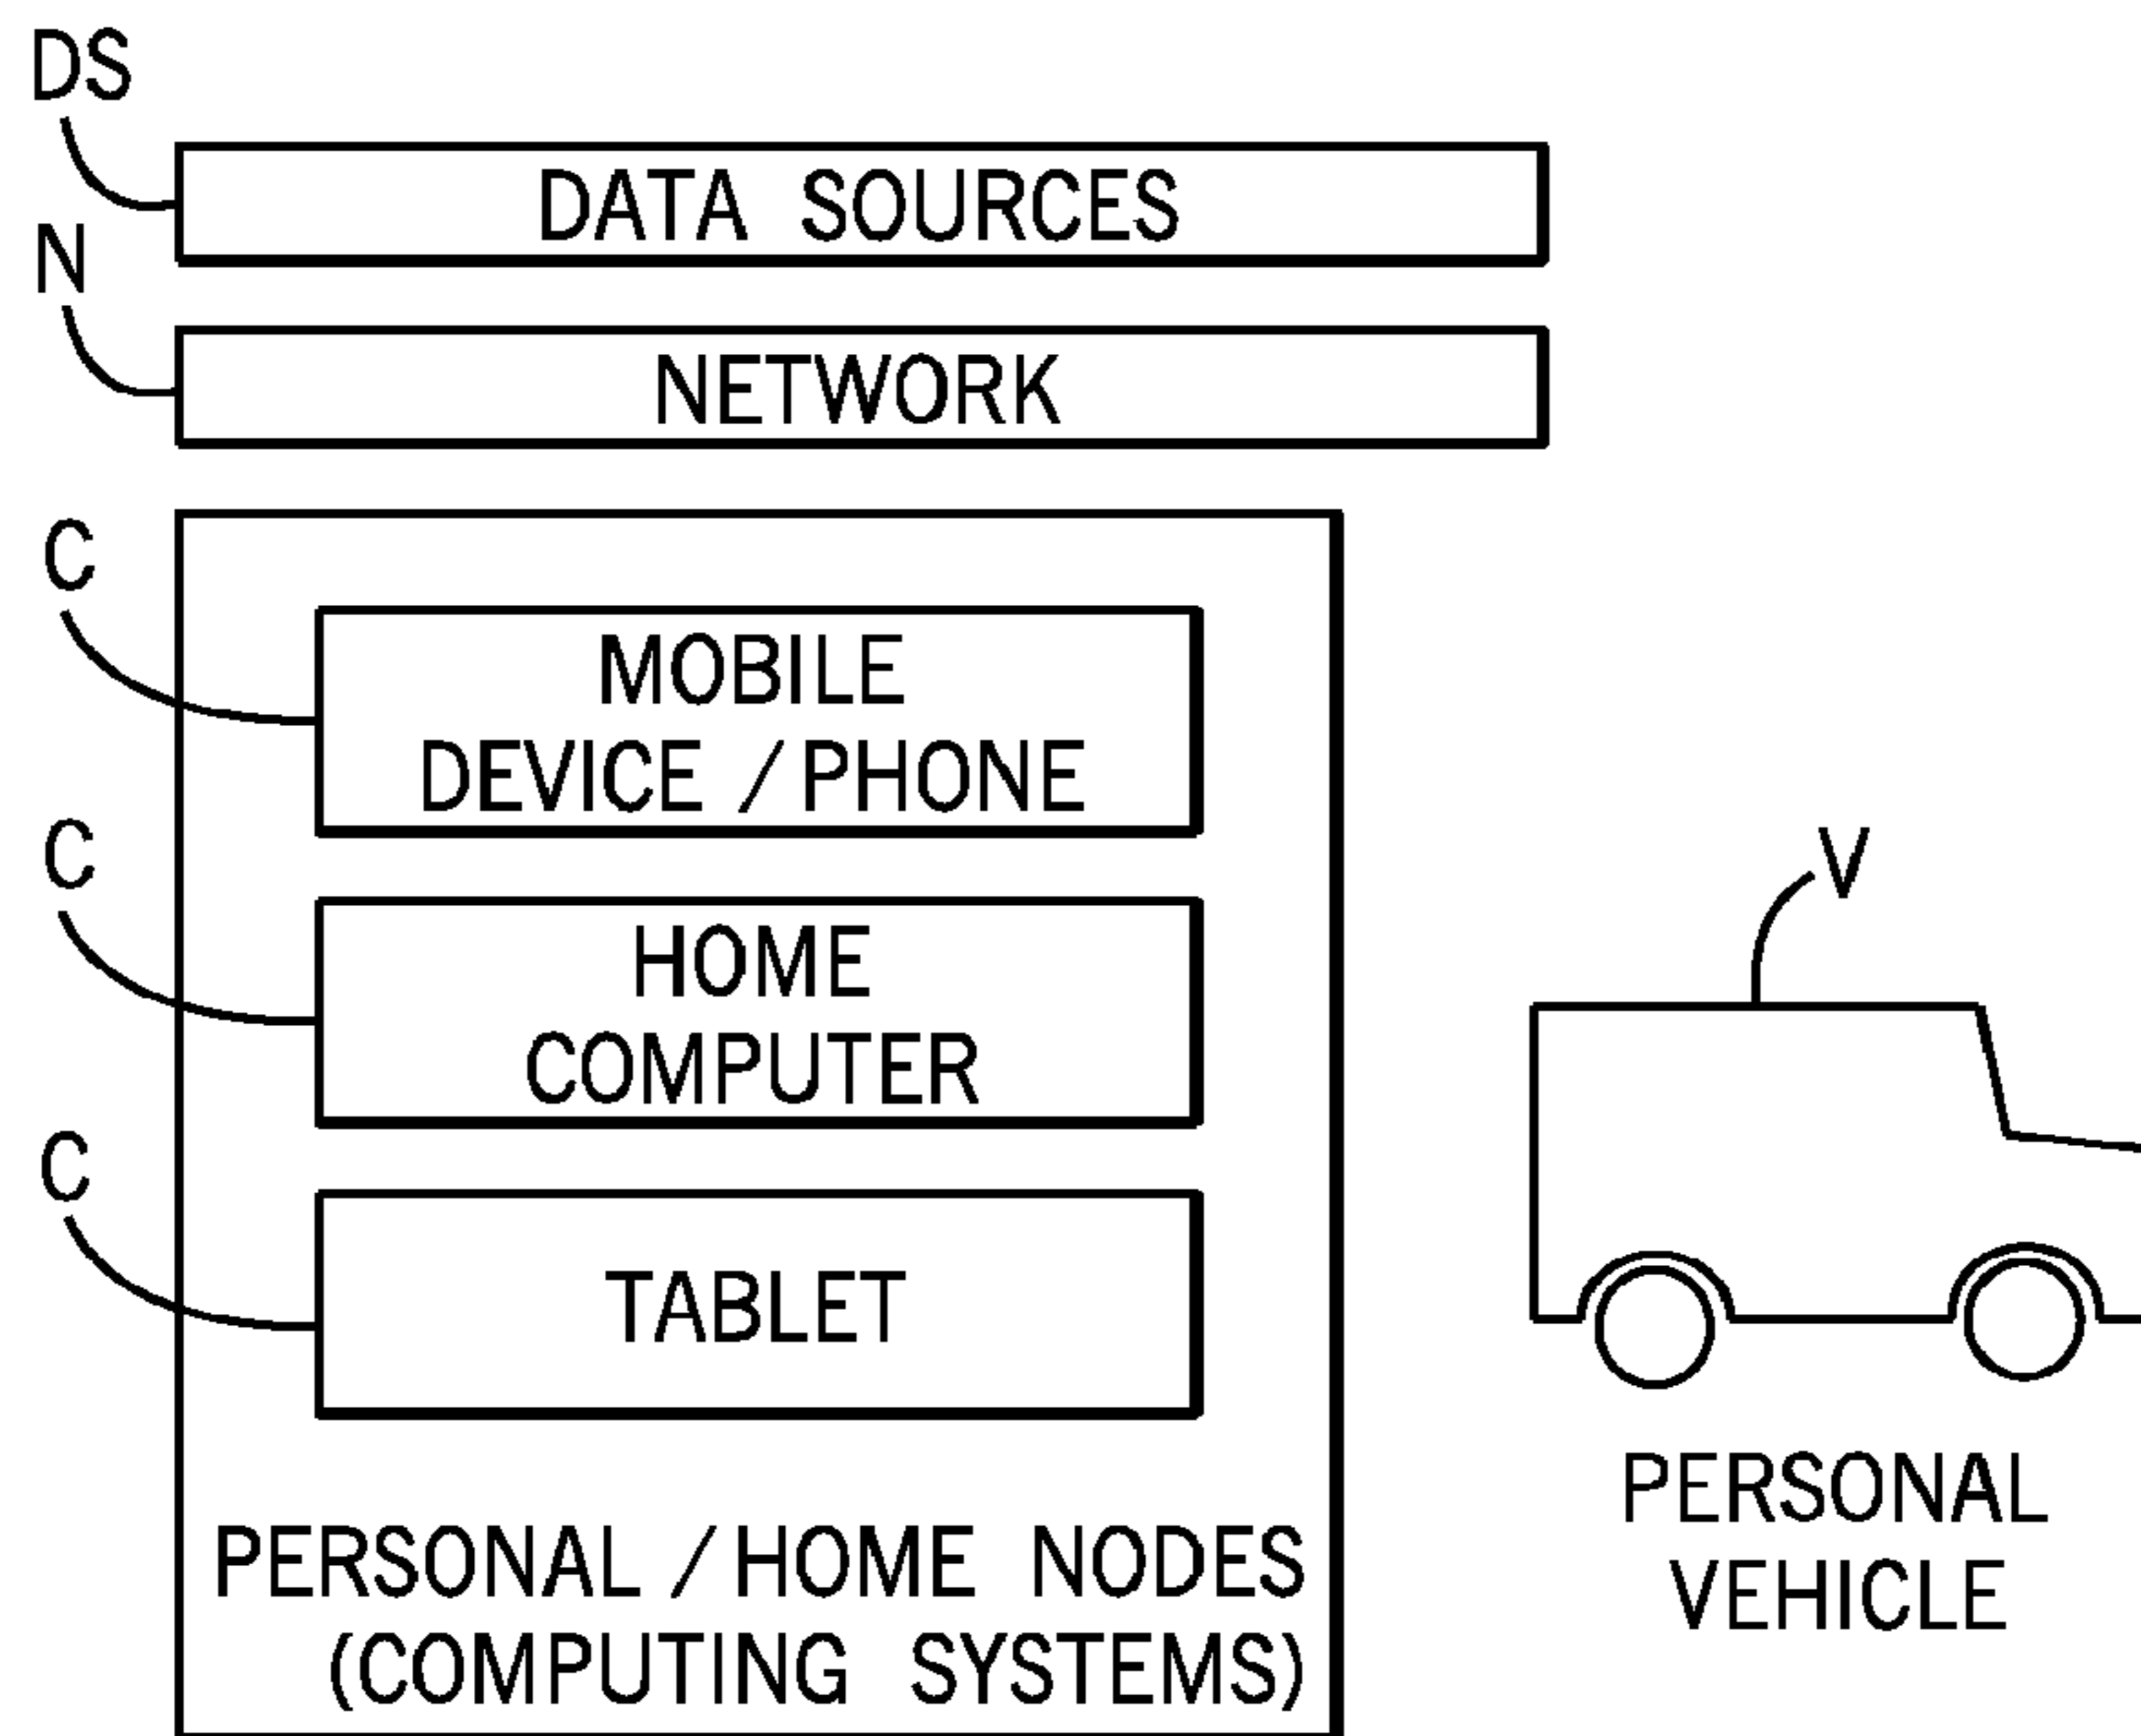 DS
DATA SOURCES
N
NETWORK
C
MOBILE
DEVICE / PHONE
C
HOME
COMPUTER
C
TABLET
PERSONAL / HOME NODES
(COMPUTING SYSTEMS)
V
PERSONAL
VEHICLE